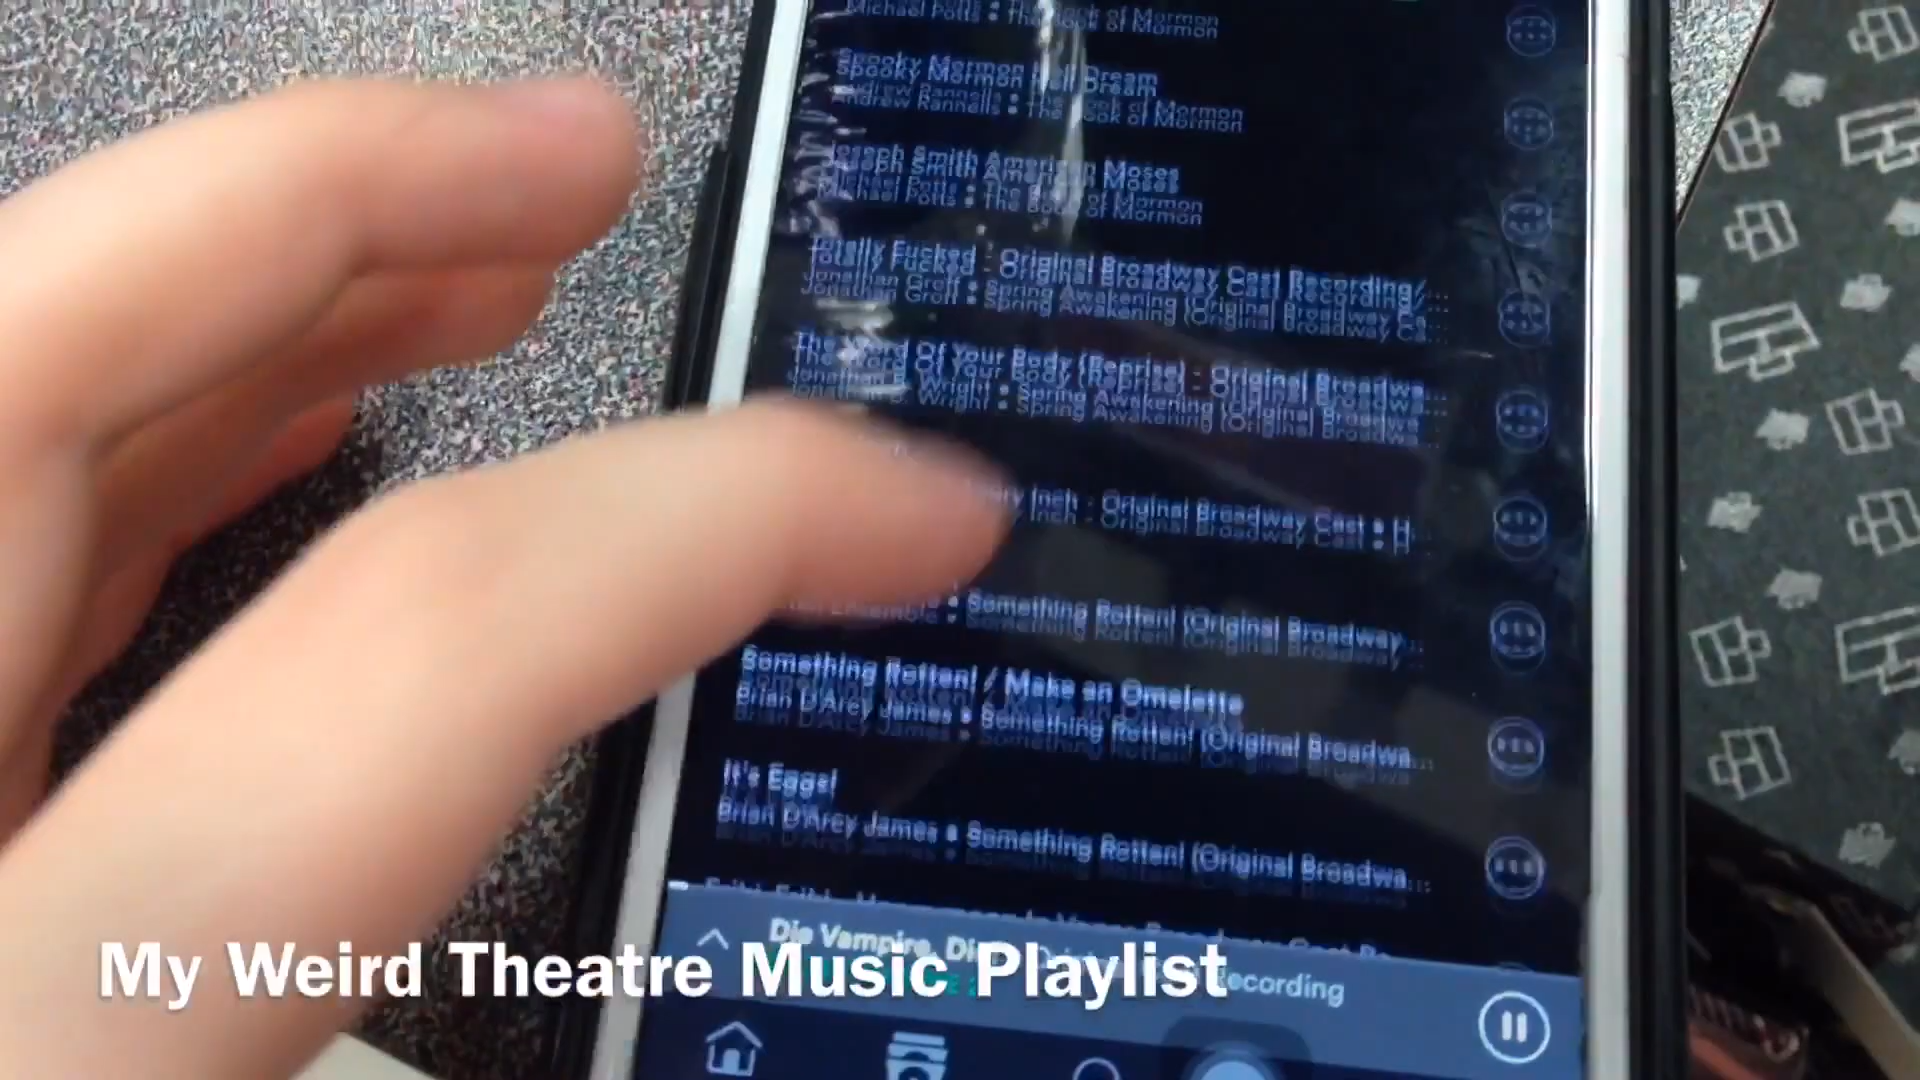 Michael Potts • The Book of Mormon
Spooky Mormon Hell Dream
Andrew Rannells • The Book of Mormon
Joseph Smith American Moses
Michael Potts • The Book of Mormon
Totally Fucked - Original Broadway Cast Recording/...
Jonathan Groff • Spring Awakening (Original Broadway Ca...
The Word Of Your Body (Reprise) - Original Broadwa...
Jonathan B. Wright • Spring Awakening (Original Broadwa...
Inch - Original Broadway Cast • H...
Ensemble • Something Rotten! (Original Broadway...
Something Rotten! / Make an Omelette
Brian D'Arcy James • Something Rotten! (Original Broadwa...
It's Eggs!
Brian D'Arcy James • Something Rotten! (Original Broadwa...
Die Vampire, Di
Recording
My Weird Theatre Music Playlist